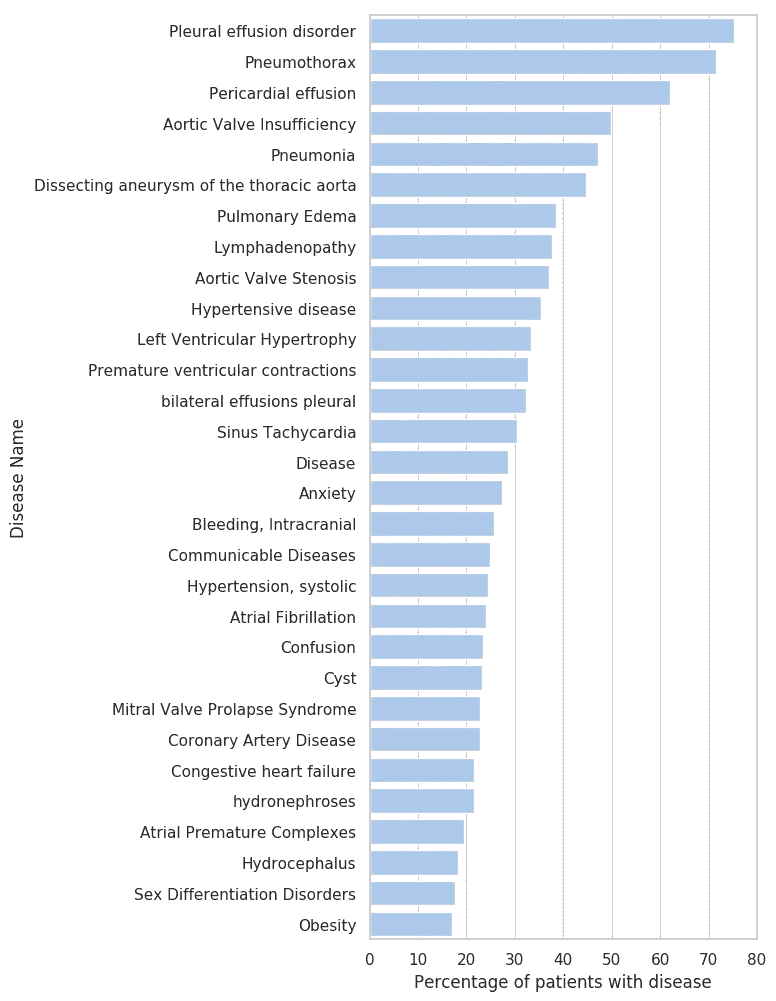 Disease Name
Pleural effusion disorder
Pneumothorax
Pericardial effusion
Aortic Valve Insufficiency
Pneumonia
Dissecting aneurysm of the thoracic aorta
Pulmonary Edema
Lymphadenopathy
Aortic Valve Stenosis
Hypertensive disease
Left Ventricular Hypertrophy
Premature ventricular contractions
bilateral effusions pleural
Sinus Tachycardia
Disease
Anxiety
Bleeding, Intracranial
Communicable Diseases
Hypertension, systolic
Atrial Fibrillation
Confusion
Cyst
Mitral Valve Prolapse Syndrome
Coronary Artery Disease
Congestive heart failure
hydronephroses
Atrial Premature Complexes
Hydrocephalus
Sex Differentiation Disorders
Obesity
0 10 20 30 40 50 60 70 80
Percentage of patients with disease